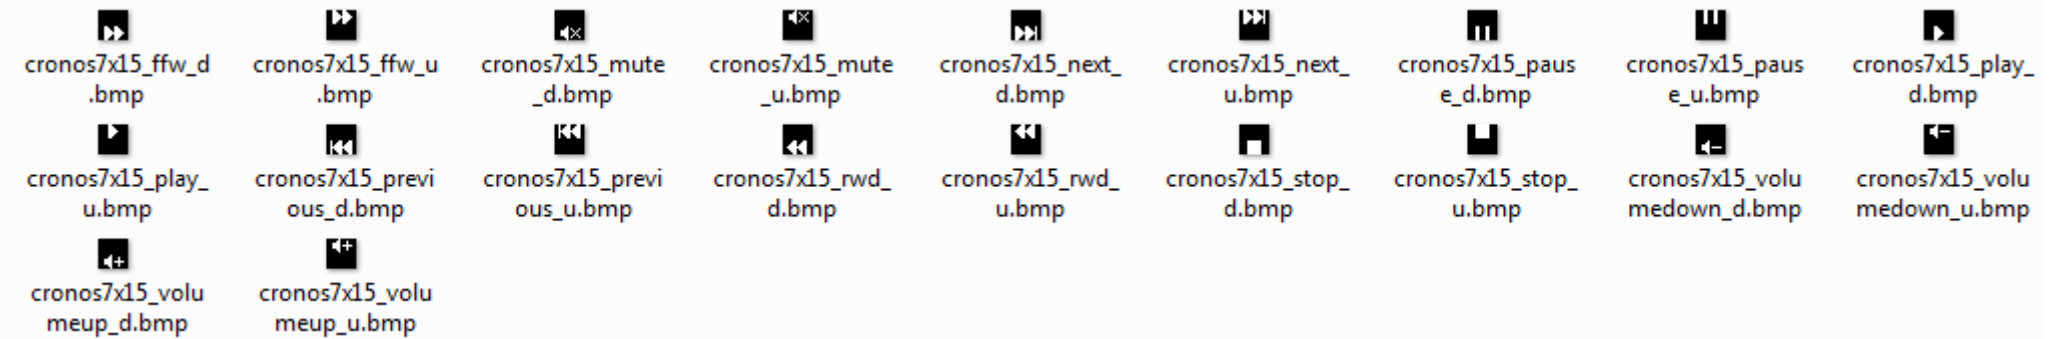 cronos7x15_ffw_d cronos7x15_ffw_u cronos7x15_mute cronos7x15_mute cronos7x15_next_ cronos7x15_next_ cronos7x15_paus cronos7x15_paus cronos7x15_play_
.bmp .bmp _d.bmp _u.bmp d.bmp u.bmp e_d.bmp e_u.bmp d.bmp
cronos7x15_play_ cronos7x15_previ cronos7x15_previ cronos7x15_rwd_ cronos7x15_rwd_ cronos7x15_stop_ cronos7x15_stop_ cronos7x15_volu cronos7x15_volu
u.bmp ous_d.bmp ous_u.bmp d.bmp u.bmp d.bmp u.bmp medown_d.bmp medown_u.bmp
cronos7x15_volu cronos7x15_volu
meup_d.bmp meup_u.bmp